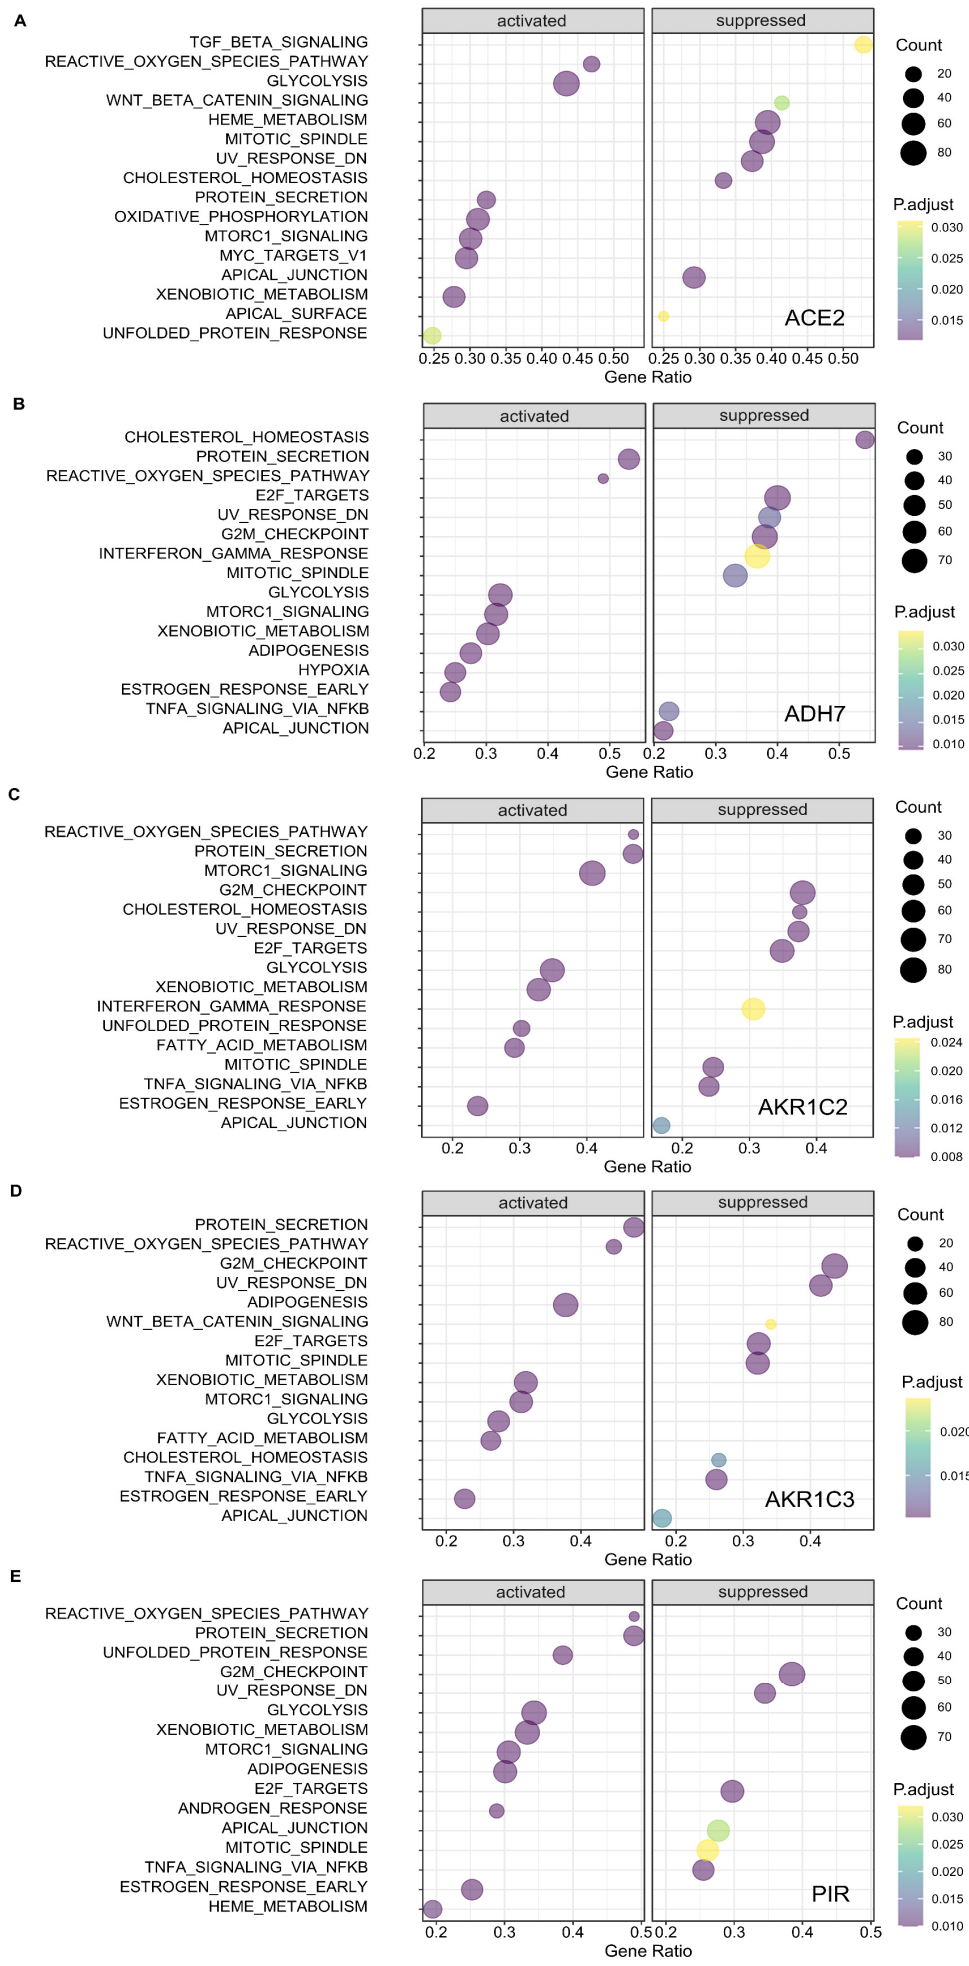 A
activated
suppressed
TGF_BETA_SIGNALING
REACTIVE_OXYGEN_SPECIES_PATHWAY
GLYCOLYSIS
WNT_BETA_CATENIN_SIGNALING
HEME_METABOLISM
MITOTIC_SPINDLE
UV_RESPONSE_DN
CHOLESTEROL_HOMEOSTASIS
PROTEIN_SECRETION
OXIDATIVE_PHOSPHORYLATION
MTORC1_SIGNALING
MYC_TARGETS_V1
APICAL_JUNCTION
XENOBIOTIC_METABOLISM
APICAL_SURFACE
UNFOLDED_PROTEIN_RESPONSE
ACE2
0.25 0.30 0.35 0.40 0.45 0.50
0.25 0.30 0.35 0.40 0.45 0.50
Gene Ratio
Count
20
40
60
80
P.adjust
0.030
0.025
0.020
0.015
B
activated
suppressed
CHOLESTEROL_HOMEOSTASIS
PROTEIN_SECRETION
REACTIVE_OXYGEN_SPECIES_PATHWAY
E2F_TARGETS
UV_RESPONSE_DN
G2M_CHECKPOINT
INTERFERON_GAMMA_RESPONSE
MITOTIC_SPINDLE
GLYCOLYSIS
MTORC1_SIGNALING
XENOBIOTIC_METABOLISM
ADIPOGENESIS
HYPOXIA
ESTROGEN_RESPONSE_EARLY
TNFA_SIGNALING_VIA_NFKB
APICAL_JUNCTION
ADH7
0.2 0.3 0.4 0.5
0.2 0.3 0.4 0.5
Gene Ratio
Count
30
40
50
60
70
P.adjust
0.030
0.025
0.020
0.015
0.010
C
activated
suppressed
REACTIVE_OXYGEN_SPECIES_PATHWAY
PROTEIN_SECRETION
MTORC1_SIGNALING
G2M_CHECKPOINT
CHOLESTEROL_HOMEOSTASIS
UV_RESPONSE_DN
E2F_TARGETS
GLYCOLYSIS
XENOBIOTIC_METABOLISM
INTERFERON_GAMMA_RESPONSE
UNFOLDED_PROTEIN_RESPONSE
FATTY_ACID_METABOLISM
MITOTIC_SPINDLE
TNFA_SIGNALING_VIA_NFKB
ESTROGEN_RESPONSE_EARLY
APICAL_JUNCTION
AKR1C2
0.2 0.3 0.4
0.2 0.3 0.4
Gene Ratio
Count
30
40
50
60
70
80
P.adjust
0.024
0.020
0.016
0.012
0.008
D
activated
suppressed
PROTEIN_SECRETION
REACTIVE_OXYGEN_SPECIES_PATHWAY
G2M_CHECKPOINT
UV_RESPONSE_DN
ADIPOGENESIS
WNT_BETA_CATENIN_SIGNALING
E2F_TARGETS
MITOTIC_SPINDLE
XENOBIOTIC_METABOLISM
MTORC1_SIGNALING
GLYCOLYSIS
FATTY_ACID_METABOLISM
CHOLESTEROL_HOMEOSTASIS
TNFA_SIGNALING_VIA_NFKB
ESTROGEN_RESPONSE_EARLY
APICAL_JUNCTION
AKR1C3
0.2 0.3 0.4
0.2 0.3 0.4
Gene Ratio
Count
20
40
60
80
P.adjust
0.020
0.015
E
activated
suppressed
REACTIVE_OXYGEN_SPECIES_PATHWAY
PROTEIN_SECRETION
UNFOLDED_PROTEIN_RESPONSE
G2M_CHECKPOINT
UV_RESPONSE_DN
GLYCOLYSIS
XENOBIOTIC_METABOLISM
MTORC1_SIGNALING
ADIPOGENESIS
E2F_TARGETS
ANDROGEN_RESPONSE
APICAL_JUNCTION
MITOTIC_SPINDLE
TNFA_SIGNALING_VIA_NFKB
ESTROGEN_RESPONSE_EARLY
HEME_METABOLISM
PIR
0.2 0.3 0.4 0.5
0.2 0.3 0.4 0.5
Gene Ratio
Count
30
40
50
60
70
P.adjust
0.030
0.025
0.020
0.015
0.010